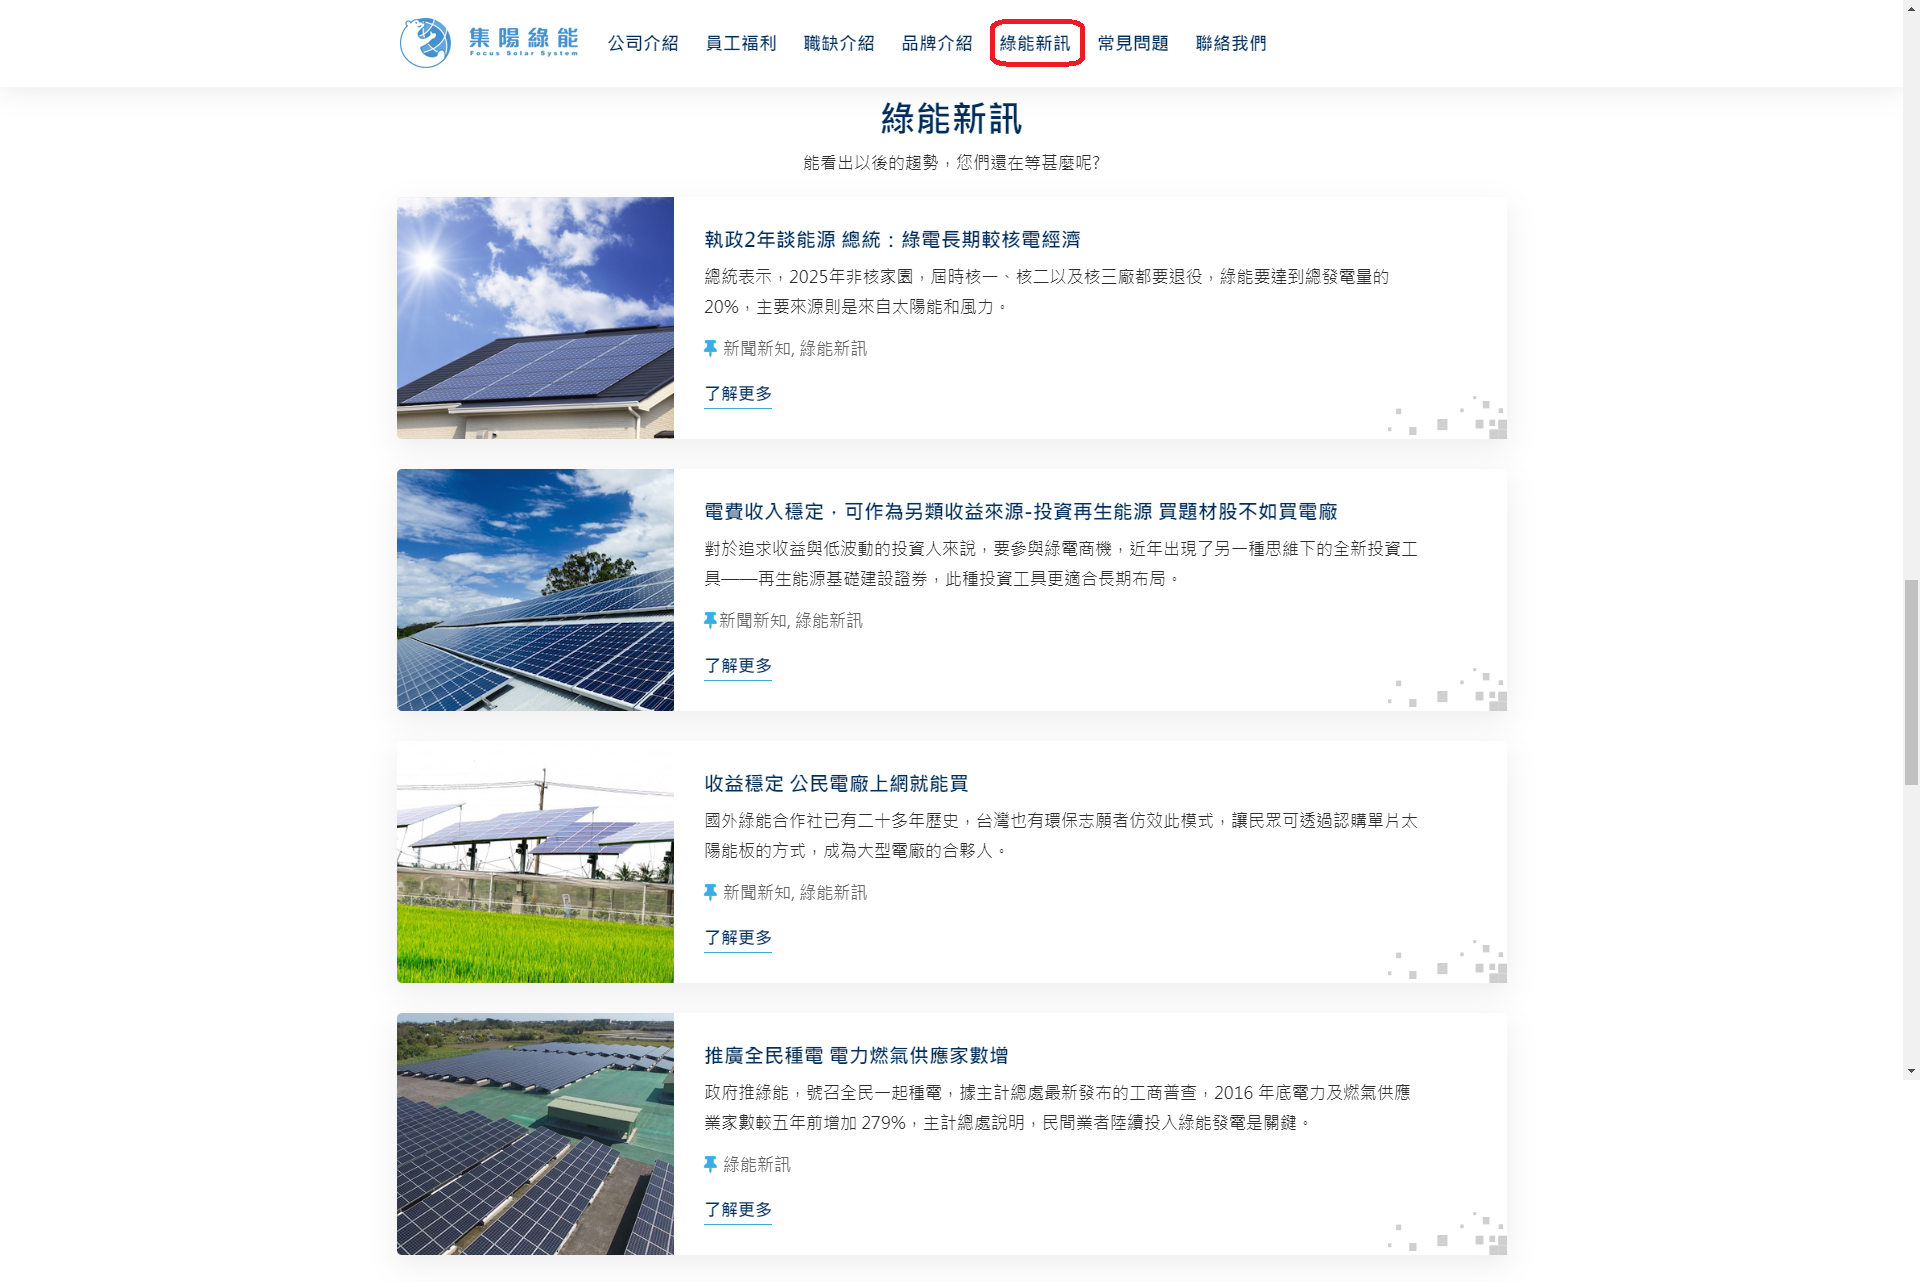 集陽綠能
Focus Solar System
公司介紹 員工福利 職缺介紹 品牌介紹 綠能新訊 常見問題 聯絡我們
綠能新訊
能看出以後的趨勢，您們還在等甚麼呢?
執政2年談能源 總統：綠電長期較核電經濟
總統表示，2025年非核家園，屆時核一、核二以及核三廠都要退役，綠能要達到總發電量的
20%，主要來源則是來自太陽能和風力。
新聞新知, 綠能新訊
了解更多
電費收入穩定，可作為另類收益來源-投資再生能源 買題材股不如買電廠
對於追求收益與低波動的投資人來說，要參與綠電商機，近年出現了另一種思維下的全新投資工
具——再生能源基礎建設證券，此種投資工具更適合長期布局。
新聞新知, 綠能新訊
了解更多
收益穩定 公民電廠上網就能買
國外綠能合作社已有二十多年歷史，台灣也有環保志願者仿效此模式，讓民眾可透過認購單片太
陽能板的方式，成為大型電廠的合夥人。
新聞新知, 綠能新訊
了解更多
推廣全民種電 電力燃氣供應家數增
政府推綠能，號召全民一起種電，據主計總處最新發布的工商普查，2016 年底電力及燃氣供應
業家數較五年前增加 279%，主計總處說明，民間業者陸續投入綠能發電是關鍵。
綠能新訊
了解更多